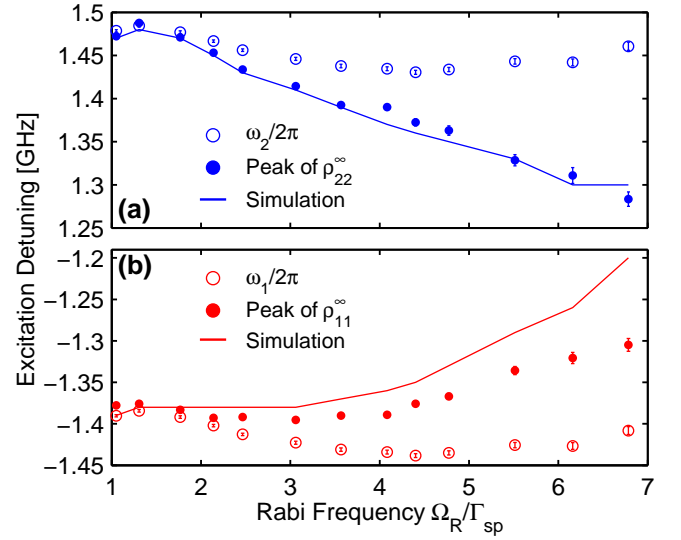 1.5
1.45
1.4
1.35
1.3
1.25
ω₂/2π
Peak of ρ₂₂^∞
Simulation
(a)
Excitation Detuning [GHz]
−1.2
−1.25
−1.3
−1.35
−1.4
−1.45
(b)
ω₁/2π
Peak of ρ₁₁^∞
Simulation
1 2 3 4 5 6 7
Rabi Frequency Ω_R/Γ_sp